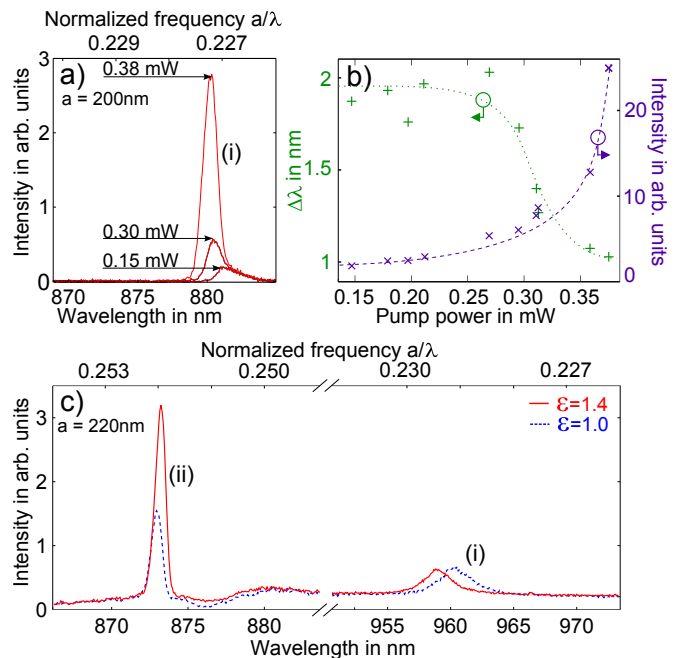 Normalized frequency a/λ
0.229 0.227
a)
0.38 mW
a = 200nm
(i)
0.30 mW
0.15 mW
3
2
1
0
Intensity in arb. units
870 880
Wavelength in nm
b)
2
1.5
1
Δλ in nm
20
10
0
Intensity in arb. units
0.15 0.20 0.25 0.30 0.35
Pump power in mW
Normalized frequency a/λ
0.253 0.250 0.230 0.227
c)
a = 220nm
(ii)
(i)
ε=1.4
ε=1.0
3
2
1
0
Intensity in arb. units
870 875 880 955 960 965 970
Wavelength in nm